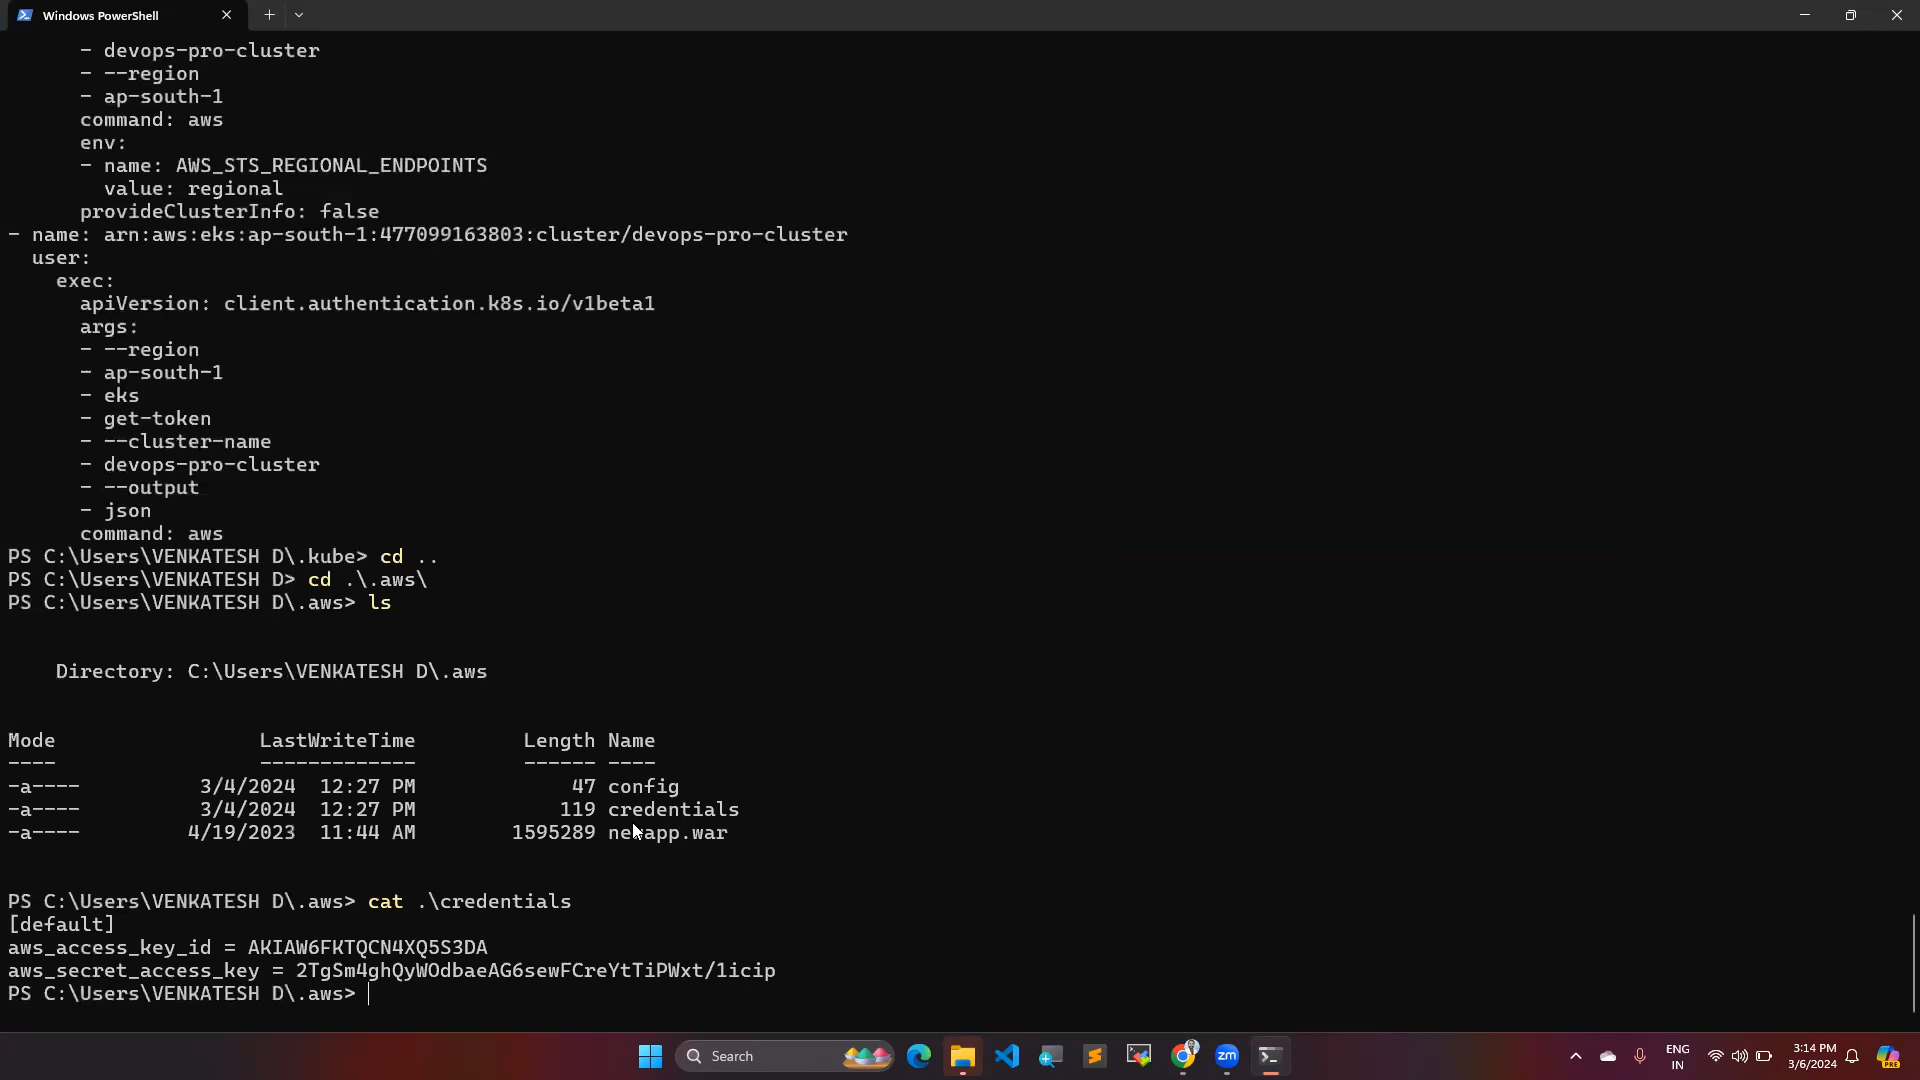 Windows PowerShell
- devops-pro-cluster
- --region
- ap-south-1
command: aws
env:
- name: AWS_STS_REGIONAL_ENDPOINTS
value: regional
provideClusterInfo: false
- name: arn:aws:eks:ap-south-1:477099163803:cluster/devops-pro-cluster
user:
exec:
apiVersion: client.authentication.k8s.io/v1beta1
args:
- --region
- ap-south-1
- eks
- get-token
- --cluster-name
- devops-pro-cluster
- --output
- json
command: aws
PS C:\Users\VENKATESH D\.kube> cd ..
PS C:\Users\VENKATESH D> cd .\.aws\
PS C:\Users\VENKATESH D\.aws> ls
Directory: C:\Users\VENKATESH D\.aws
Mode LastWriteTime Length Name
---- ------------- ------ ----
-a---- 3/4/2024 12:27 PM 47 config
-a---- 3/4/2024 12:27 PM 119 credentials
-a---- 4/19/2023 11:44 AM 1595289
PS C:\Users\VENKATESH D\.aws> cat .\credentials
[default]
aws_access_key_id = AKIAW6FKTQCN4XQ5S3DA
aws_secret_access_key = 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
PS C:\Users\VENKATESH D\.aws>
Search
zm
ENG
IN
3:14 PM
3/6/2024
PRE